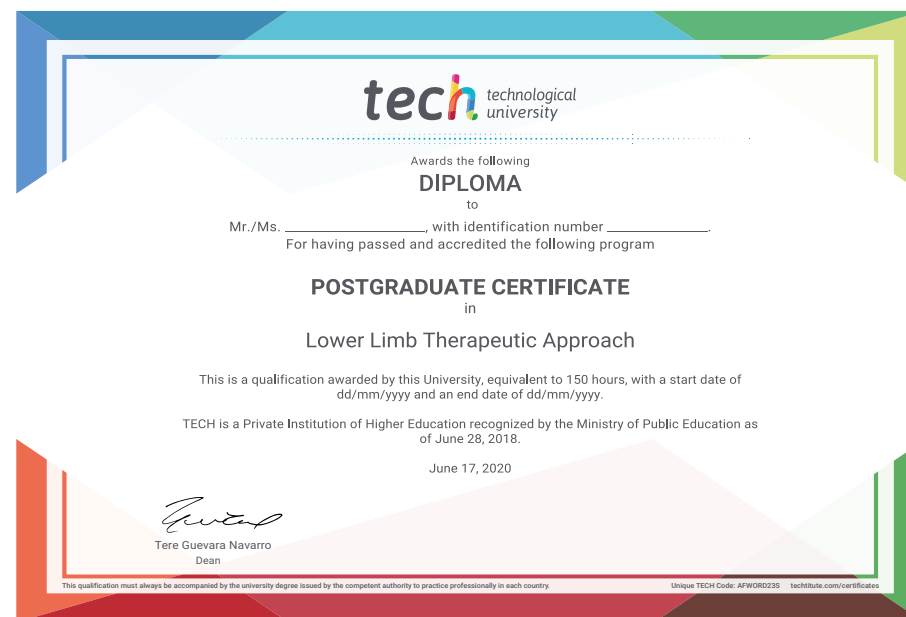 tech technological
university
Awards the following
DIPLOMA
to
Mr./Ms. ____________________, with identification number ______________.
For having passed and accredited the following program
POSTGRADUATE CERTIFICATE
in
Lower Limb Therapeutic Approach
This is a qualification awarded by this University, equivalent to 150 hours, with a start date of
dd/mm/yyyy and an end date of dd/mm/yyyy.
TECH is a Private Institution of Higher Education recognized by the Ministry of Public Education as
of June 28, 2018.
June 17, 2020
Tere Guevara Navarro
Dean
This qualification must always be accompanied by the university degree issued by the competent authority to practice professionally in each country. Unique TECH Code: AFWORD23S techtitute.com/certificates